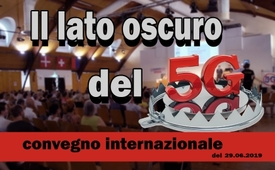 Il lato oscuro
del 5G
convegno internazionale
del 29.06.2019